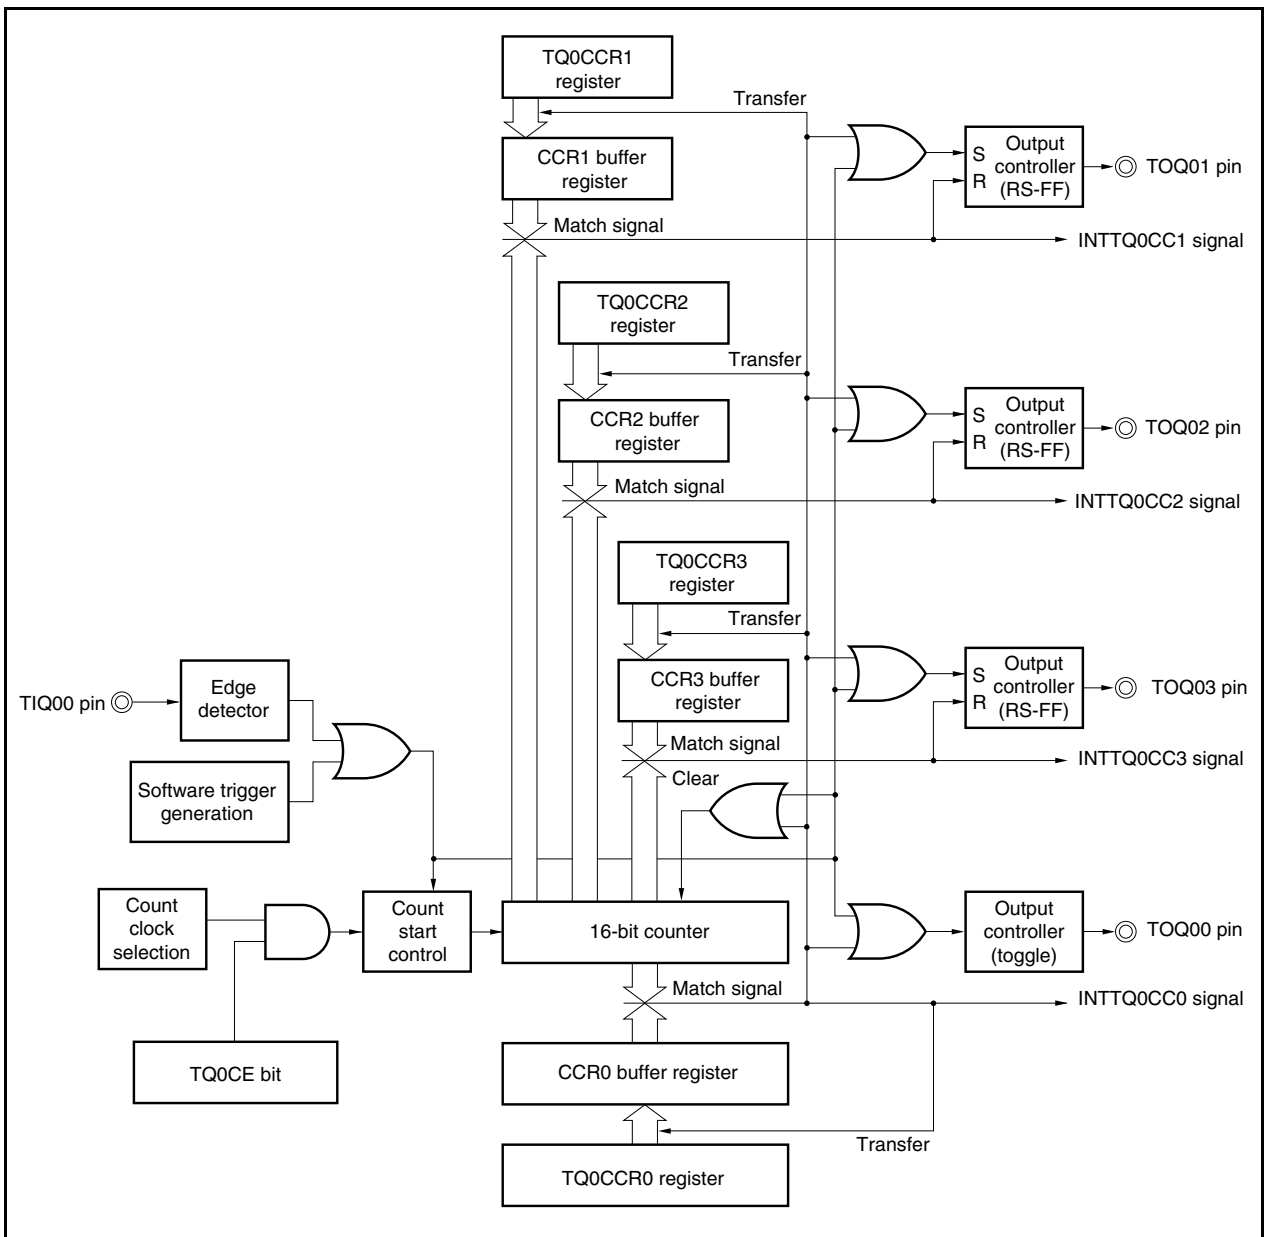 TQ0CCR1
register
Transfer
CCR1 buffer
register
S
R
Output
controller
(RS-FF)
TOQ01 pin
Match signal
INTTQ0CC1 signal
TQ0CCR2
register
Transfer
CCR2 buffer
register
S
R
Output
controller
(RS-FF)
TOQ02 pin
Match signal
INTTQ0CC2 signal
TQ0CCR3
register
Transfer
CCR3 buffer
register
S
R
Output
controller
(RS-FF)
TOQ03 pin
TIQ00 pin
Edge
detector
Match signal
INTTQ0CC3 signal
Clear
Software trigger
generation
Count
clock
selection
Count
start
control
16-bit counter
Output
controller
(toggle)
TOQ00 pin
Match signal
INTTQ0CC0 signal
TQ0CE bit
CCR0 buffer register
Transfer
TQ0CCR0 register